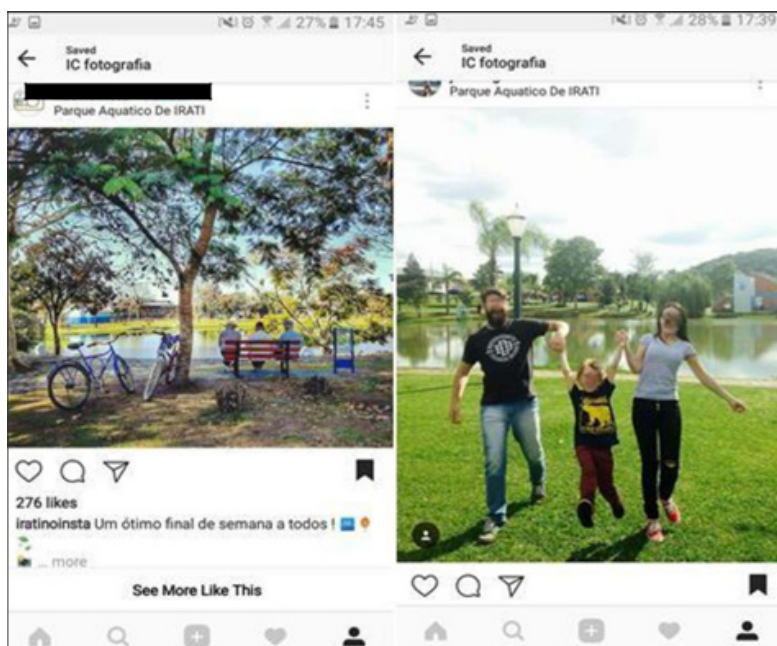 27% 17:45
Saved
IC fotografia
Parque Aquatico De IRATI
276 likes
iratinoinsta Um ótimo final de semana a todos !
... more
See More Like This
28% 17:39
Saved
IC fotografia
Parque Aquatico De IRATI